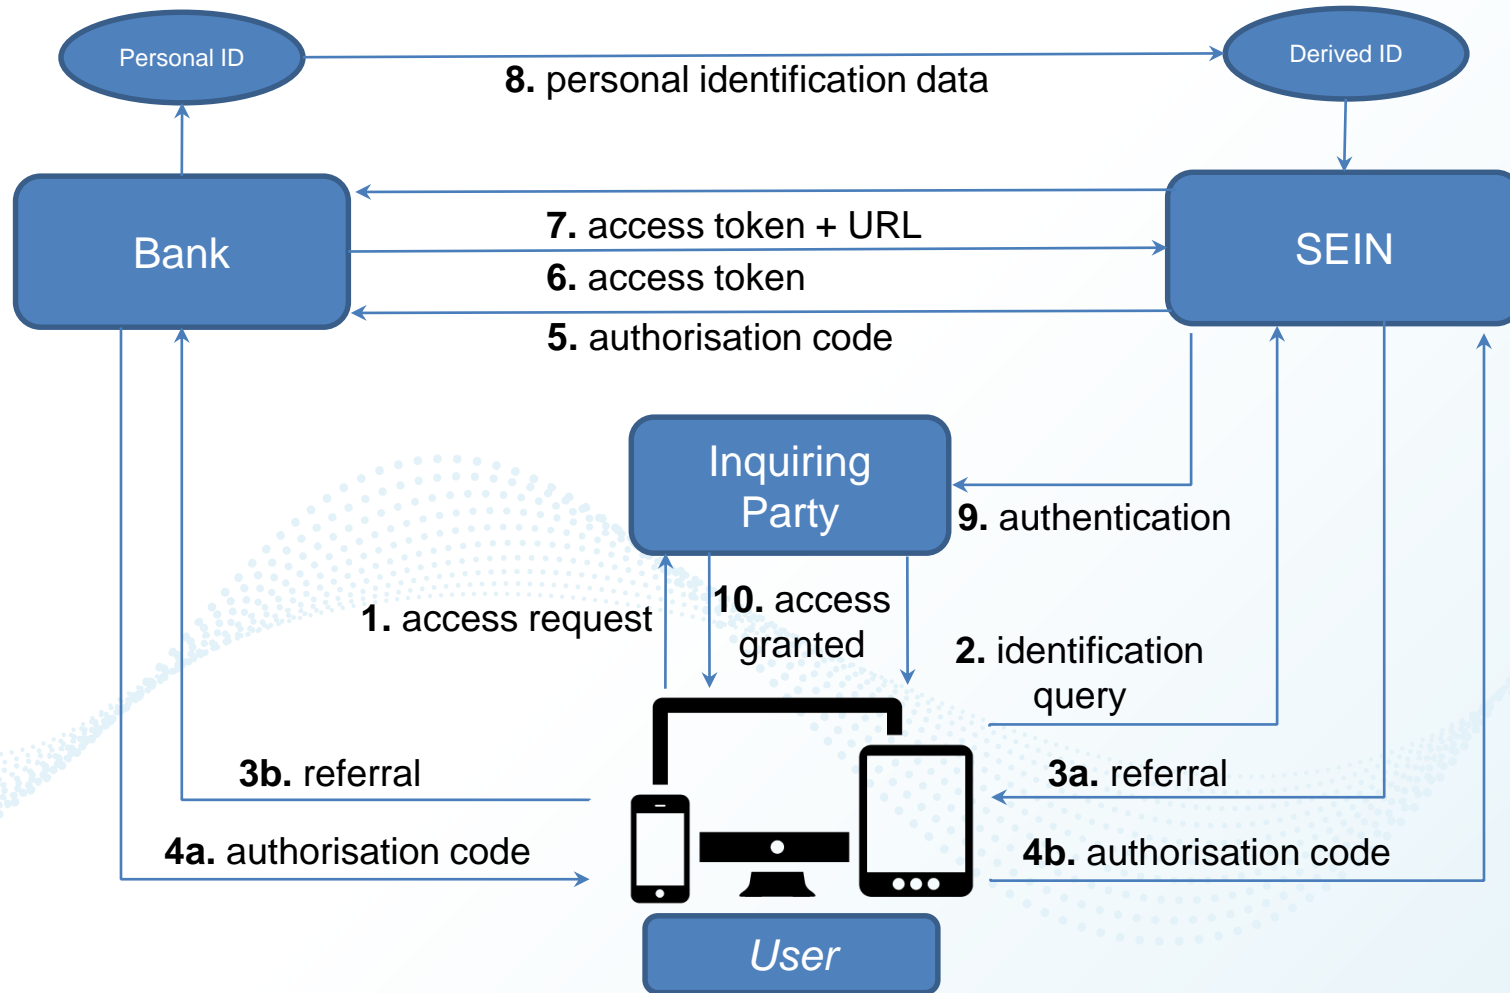 Personal ID
Derived ID
8. personal identification data
Bank
7. access token + URL
SEIN
6. access token
5. authorisation code
Inquiring
Party
9. authentication
1. access request
10. access
granted
2. identification
query
3b. referral
3a. referral
4a. authorisation code
4b. authorisation code
User